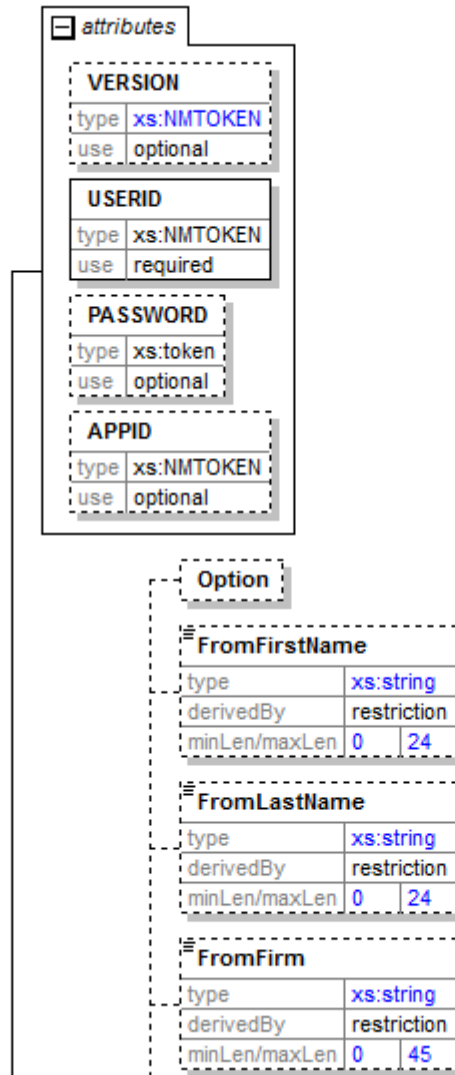 attributes
VERSION
type xs:NMTOKEN
use optional
USERID
type xs:NMTOKEN
use required
PASSWORD
type xs:token
use optional
APPID
type xs:NMTOKEN
use optional
Option
FromFirstName
type xs:string
derivedBy restriction
minLen/maxLen 0 24
FromLastName
type xs:string
derivedBy restriction
minLen/maxLen 0 24
FromFirm
type xs:string
derivedBy restriction
minLen/maxLen 0 45